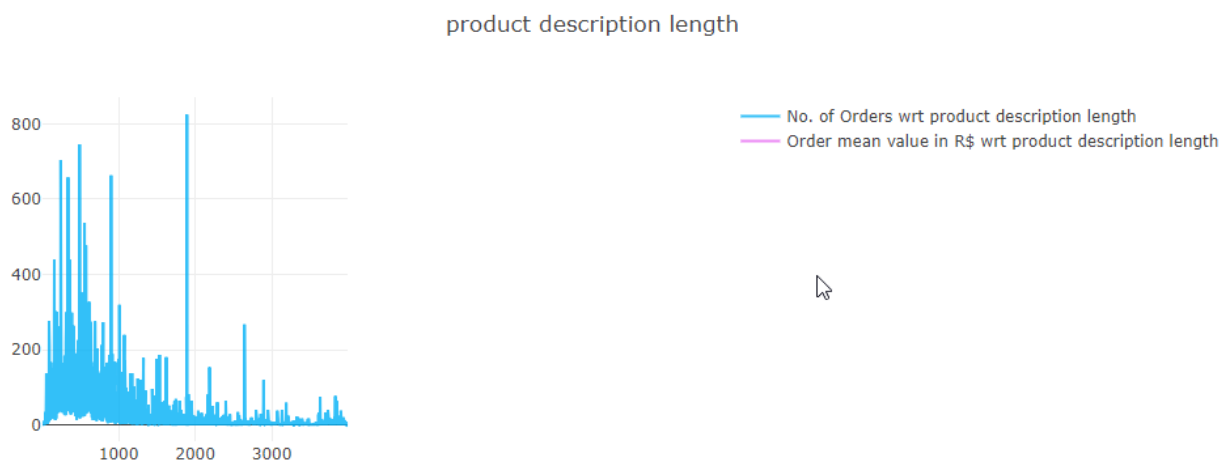 product description length
No. of Orders wrt product description length
Order mean value in R$ wrt product description length
800
600
400
200
0
1000 2000 3000